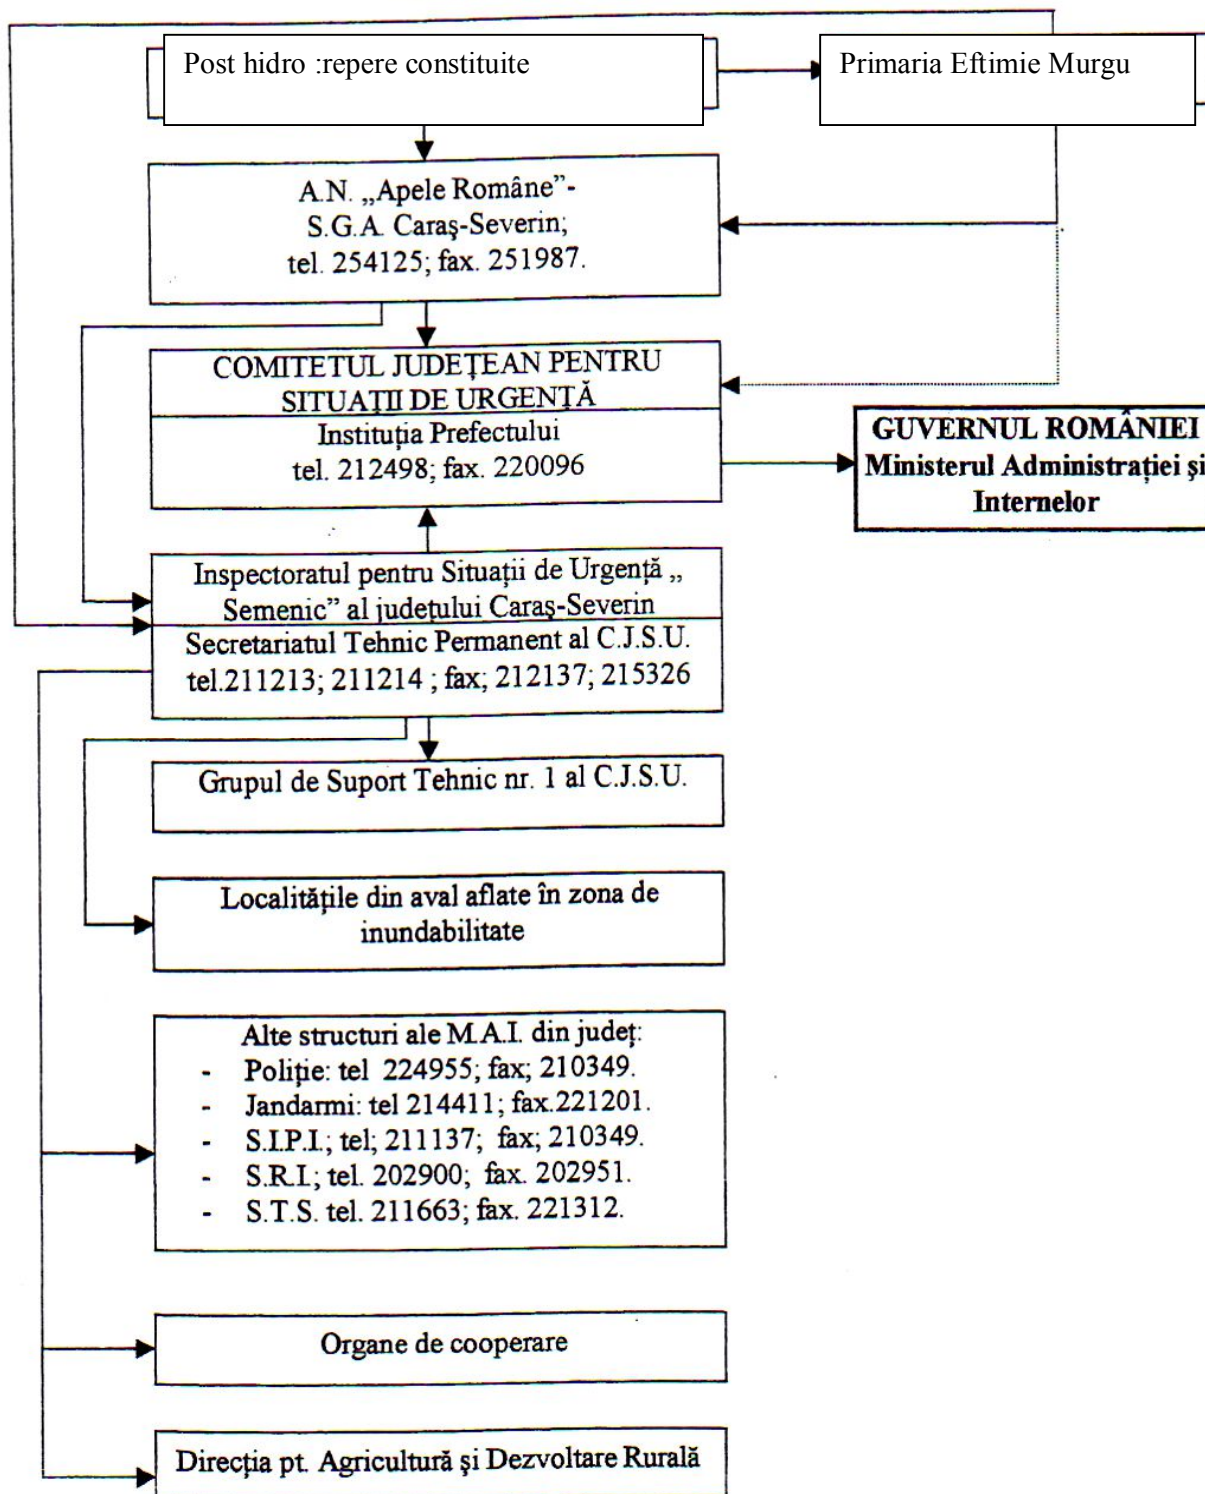 Post hidro :repere constituite
Primaria Eftimie Murgu
A.N. „Apele Române”-
S.G.A. Caraş-Severin;
tel. 254125; fax. 251987.
COMITETUL JUDEŢEAN PENTRU
SITUAŢII DE URGENŢĂ
Instituţia Prefectului
tel. 212498; fax. 220096
GUVERNUL ROMÂNIEI
Ministerul Administraţiei şi
Internelor
Inspectoratul pentru Situaţii de Urgenţă „
Semenic” al judeţului Caraş-Severin
Secretariatul Tehnic Permanent al C.J.S.U.
tel.211213; 211214 ; fax; 212137; 215326
Grupul de Suport Tehnic nr. 1 al C.J.S.U.
Localităţile din aval aflate în zona de
inundabilitate
Alte structuri ale M.A.I. din judeţ:
- Poliţie: tel 224955; fax; 210349.
- Jandarmi: tel 214411; fax.221201.
- S.I.P.I.; tel; 211137; fax; 210349.
- S.R.I.; tel. 202900; fax. 202951.
- S.T.S. tel. 211663; fax. 221312.
Organe de cooperare
Direcţia pt. Agricultură şi Dezvoltare Rurală